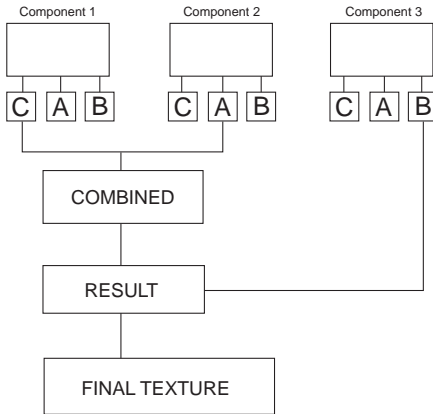 Component 1 Component 2 Component 3
C A B C A B C A B
COMBINED
RESULT
FINAL TEXTURE